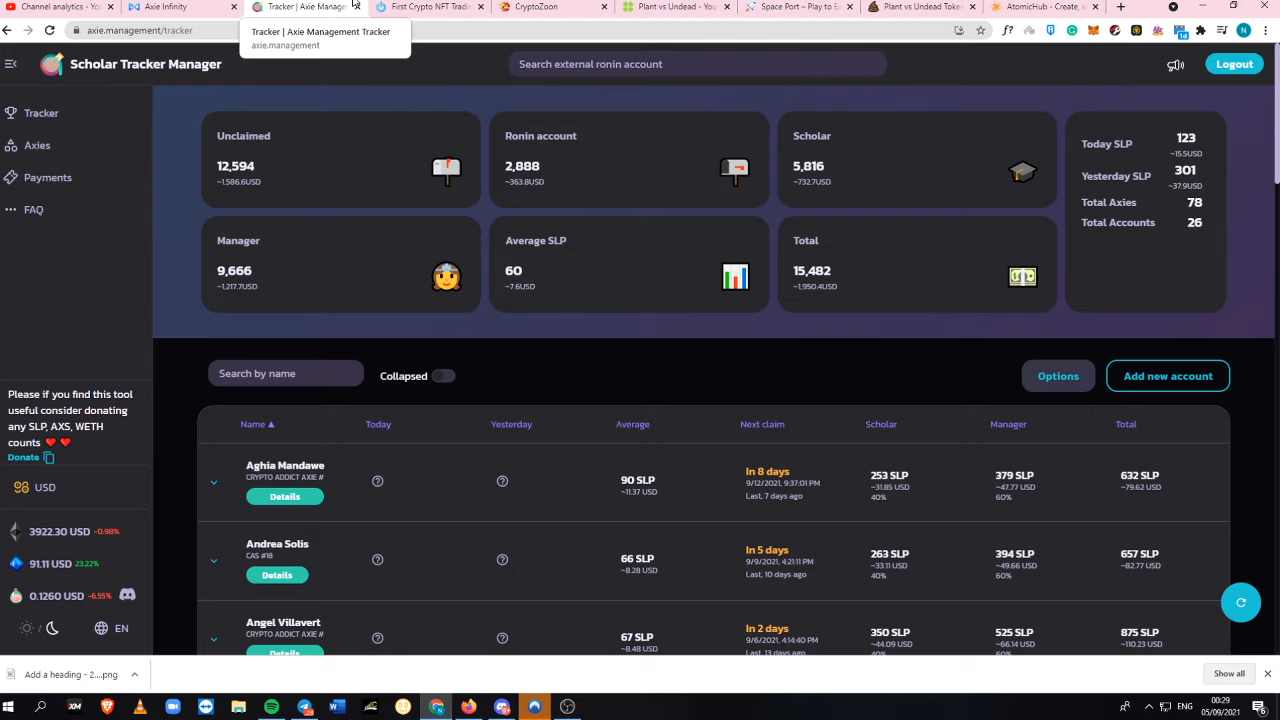 Channel analytics - You
Axie Infinity
Tracker | Axie Manageme
First Crypto NFT Tradin
CryptoZoon
Plant vs Undead - Your
Space Port – Play to Ea
Plant vs Undead Token
AtomicHub - Create, s
axie.management/tracker
Tracker | Axie Management Tracker
axie.management
1d
N
Scholar Tracker Manager
Search external ronin account
Logout
Tracker
Axies
Payments
FAQ
Unclaimed
12,594
~1,586.6USD
Ronin account
2,888
~363.8USD
Scholar
5,816
~732.7USD
Today SLP
123
~15.5USD
Yesterday SLP
301
~37.9USD
Total Axies
78
Total Accounts
26
Manager
9,666
~1,217.7USD
Average SLP
60
~7.6USD
Total
15,482
~1,950.4USD
Search by name
Collapsed
Options
Add new account
Name ▲ Today Yesterday Average Next claim Scholar Manager Total
Aghia Mandawe
CRYPTO ADDICT AXIE #
Details
90 SLP
~11.37 USD
In 8 days
9/12/2021, 9:37:01 PM
Last, 7 days ago
253 SLP
~31.85 USD
40%
379 SLP
~47.77 USD
60%
632 SLP
~79.62 USD
Andrea Solis
CAS #18
Details
66 SLP
~8.28 USD
In 5 days
9/9/2021, 4:21:11 PM
Last, 10 days ago
263 SLP
~33.11 USD
40%
394 SLP
~49.66 USD
60%
657 SLP
~82.77 USD
Angel Villavert
CRYPTO ADDICT AXIE #
Details
67 SLP
~8.48 USD
In 2 days
9/6/2021, 4:14:40 PM
Last, 13 days ago
350 SLP
~44.09 USD
40%
525 SLP
~66.14 USD
60%
875 SLP
~110.23 USD
Please if you find this tool
useful consider donating
any SLP, AXS, WETH
counts ❤️ ❤️
Donate
USD
3922.30 USD -0.98%
91.11 USD 23.22%
0.1260 USD -6.55%
EN
Add a heading - 2....png
Show all
ENG
00:29
05/09/2021